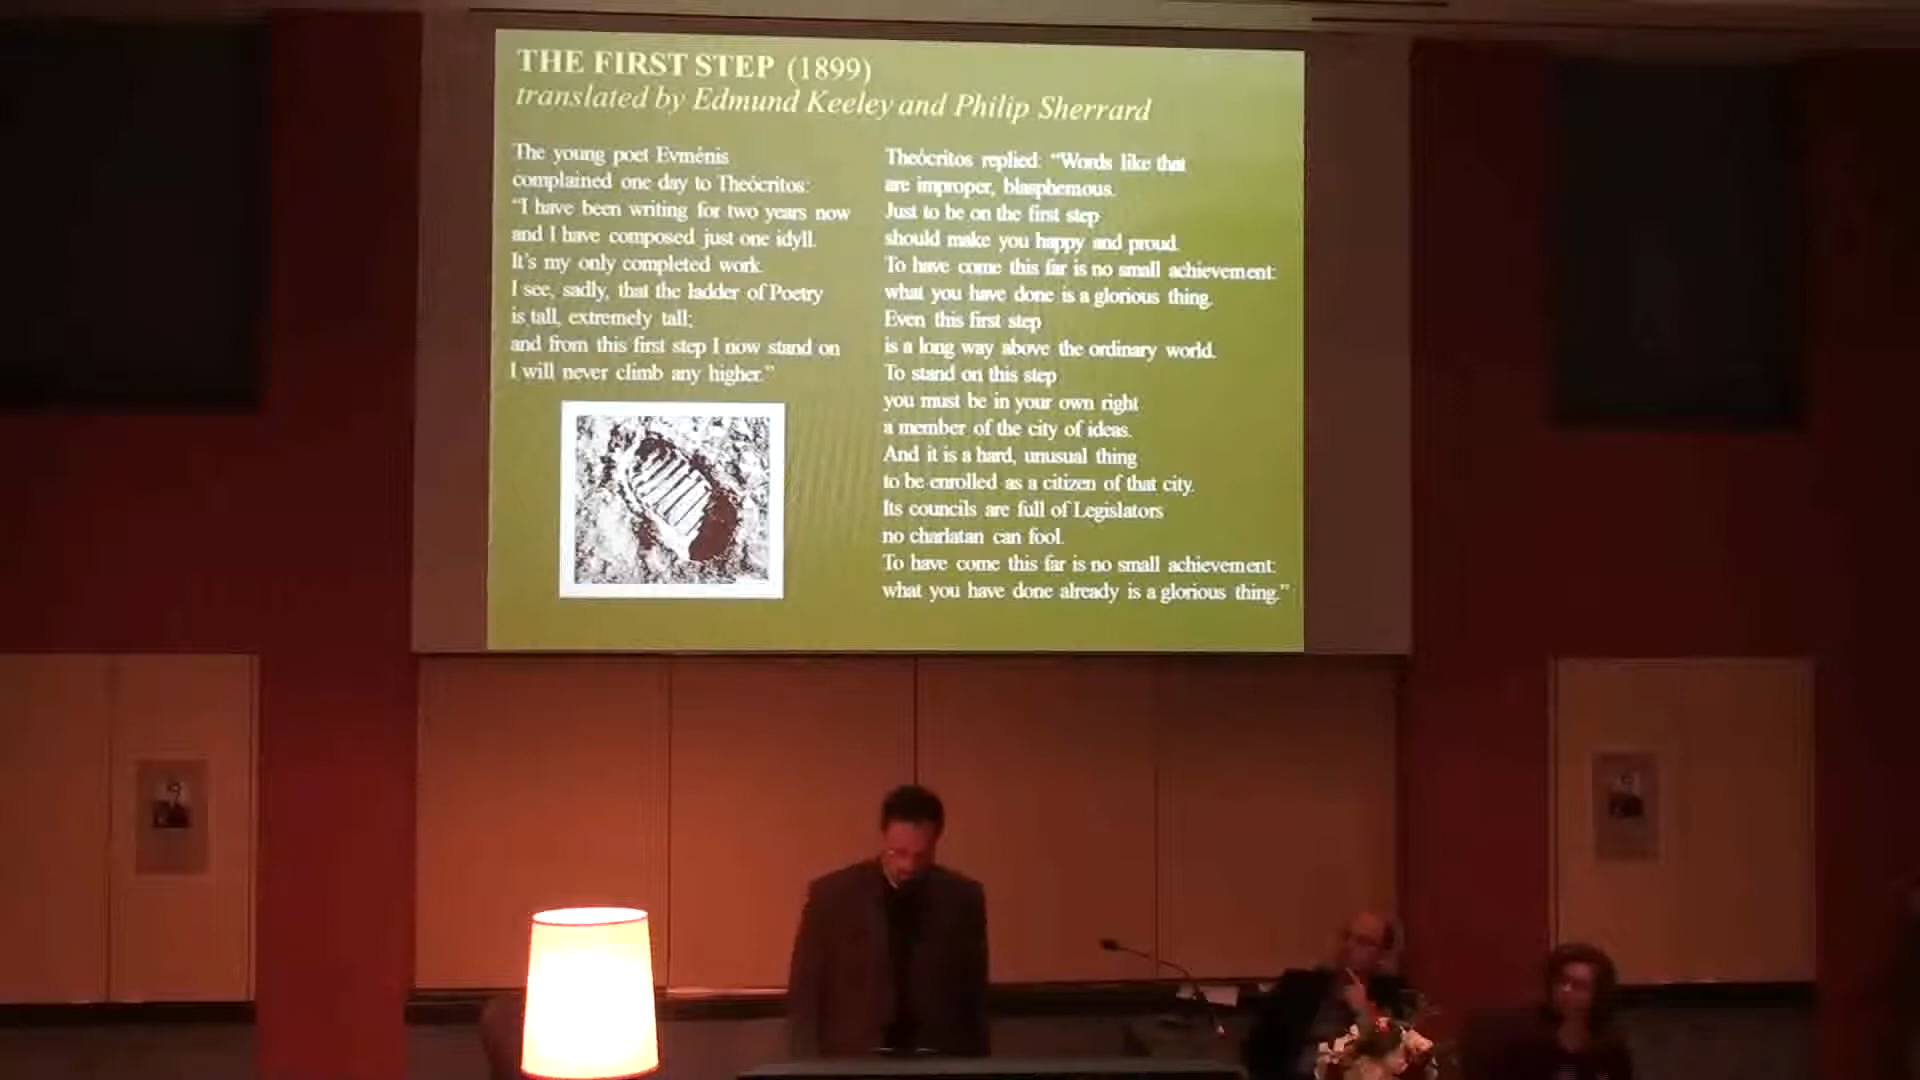 THE FIRST STEP (1899)
translated by Edmund Keeley and Philip Sherrard
The young poet Evménis
complained one day to Theócritos:
“I have been writing for two years now
and I have composed just one idyll.
It’s my only completed work.
I see, sadly, that the ladder of Poetry
is tall, extremely tall;
and from this first step I now stand on
I will never climb any higher.”
Theócritos replied: “Words like that
are improper, blasphemous.
Just to be on the first step
should make you happy and proud.
To have come this far is no small achievement:
what you have done is a glorious thing.
Even this first step
is a long way above the ordinary world.
To stand on this step
you must be in your own right
a member of the city of ideas.
And it is a hard, unusual thing
to be enrolled as a citizen of that city.
Its councils are full of Legislators
no charlatan can fool.
To have come this far is no small achievement:
what you have done already is a glorious thing.”